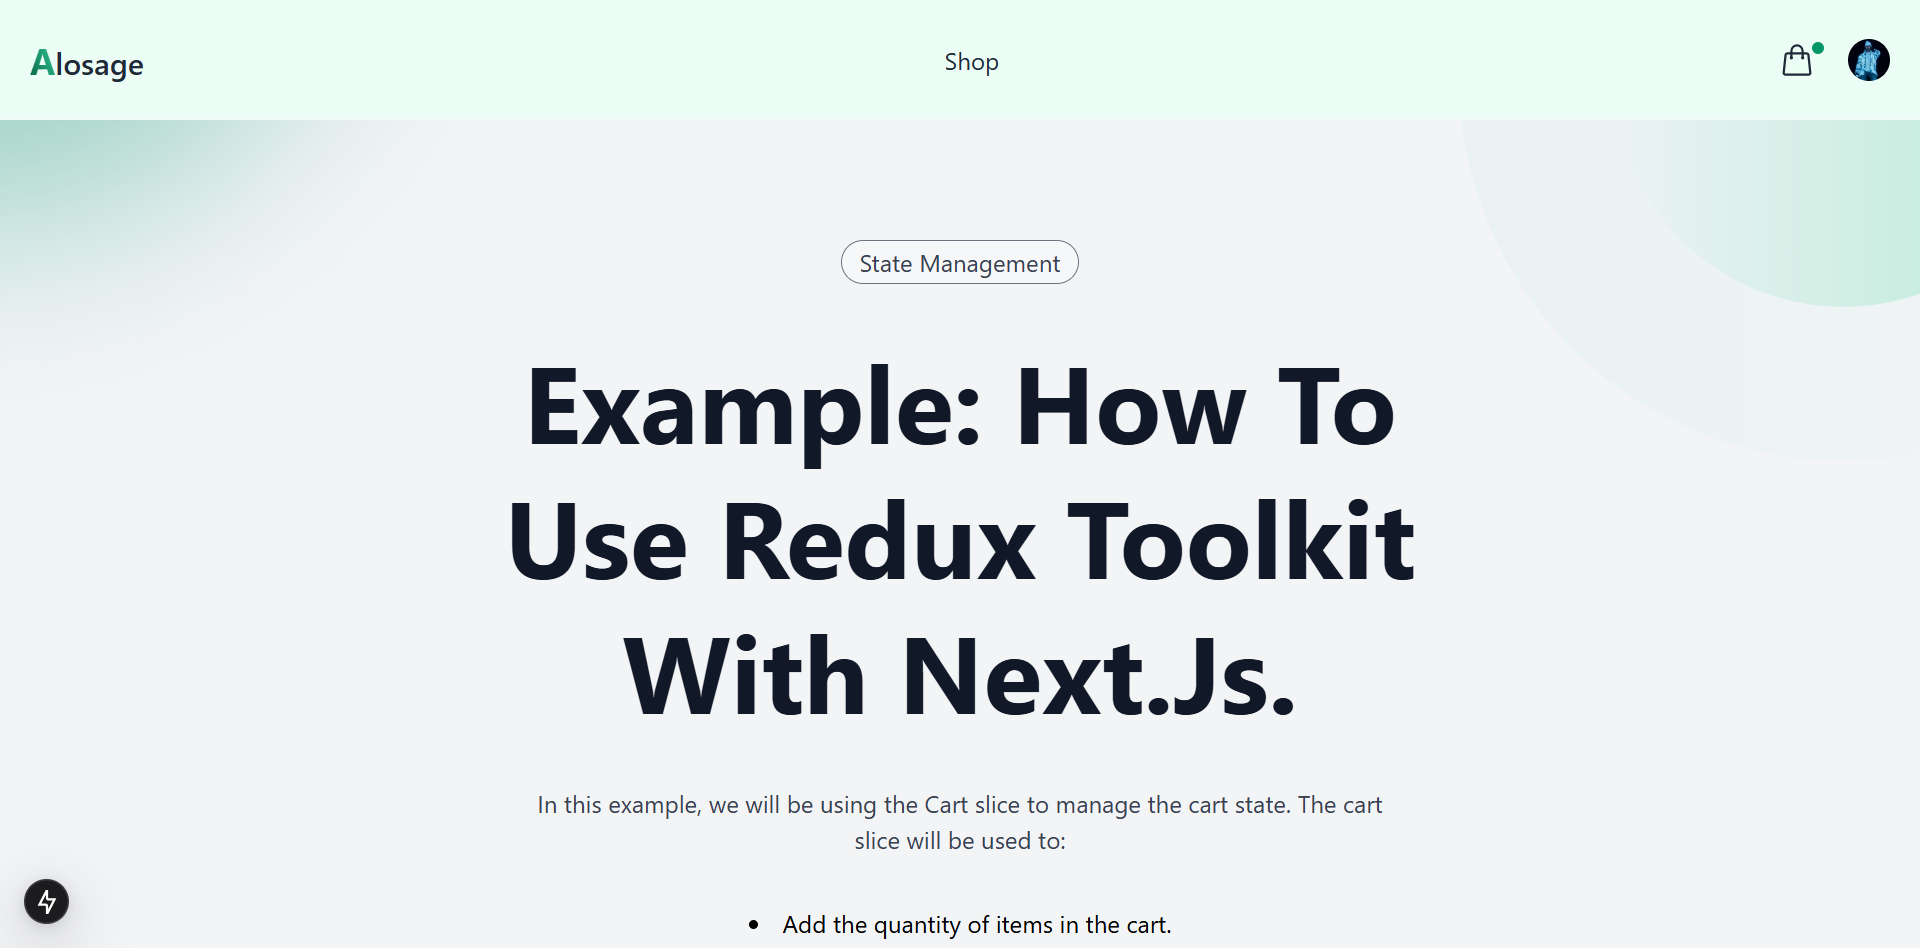 Alosage
Shop
State Management
Example: How To
Use Redux Toolkit
With Next.Js.
In this example, we will be using the Cart slice to manage the cart state. The cart
slice will be used to:
• Add the quantity of items in the cart.